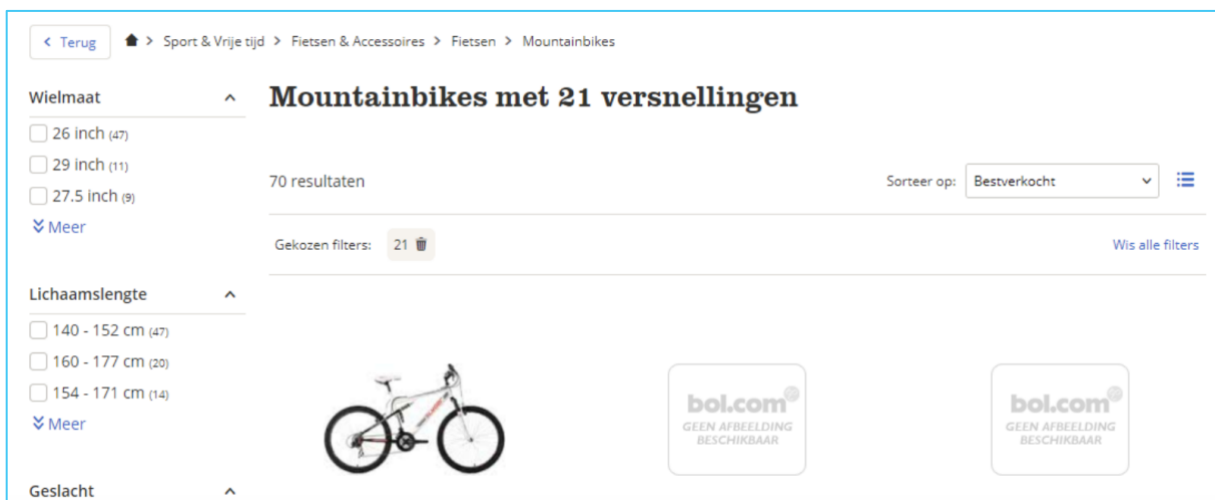 Terug
Sport & Vrije tijd > Fietsen & Accessoires > Fietsen > Mountainbikes
Wielmaat
26 inch (47)
29 inch (11)
27.5 inch (9)
Meer
Lichaamslengte
140 - 152 cm (47)
160 - 177 cm (20)
154 - 171 cm (14)
Meer
Geslacht
Mountainbikes met 21 versnellingen
70 resultaten
Sorteer op: Bestverkocht
Gekozen filters: 21
Wis alle filters
bol.com
GEEN AFBEELDING
BESCHIKBAAR
bol.com
GEEN AFBEELDING
BESCHIKBAAR